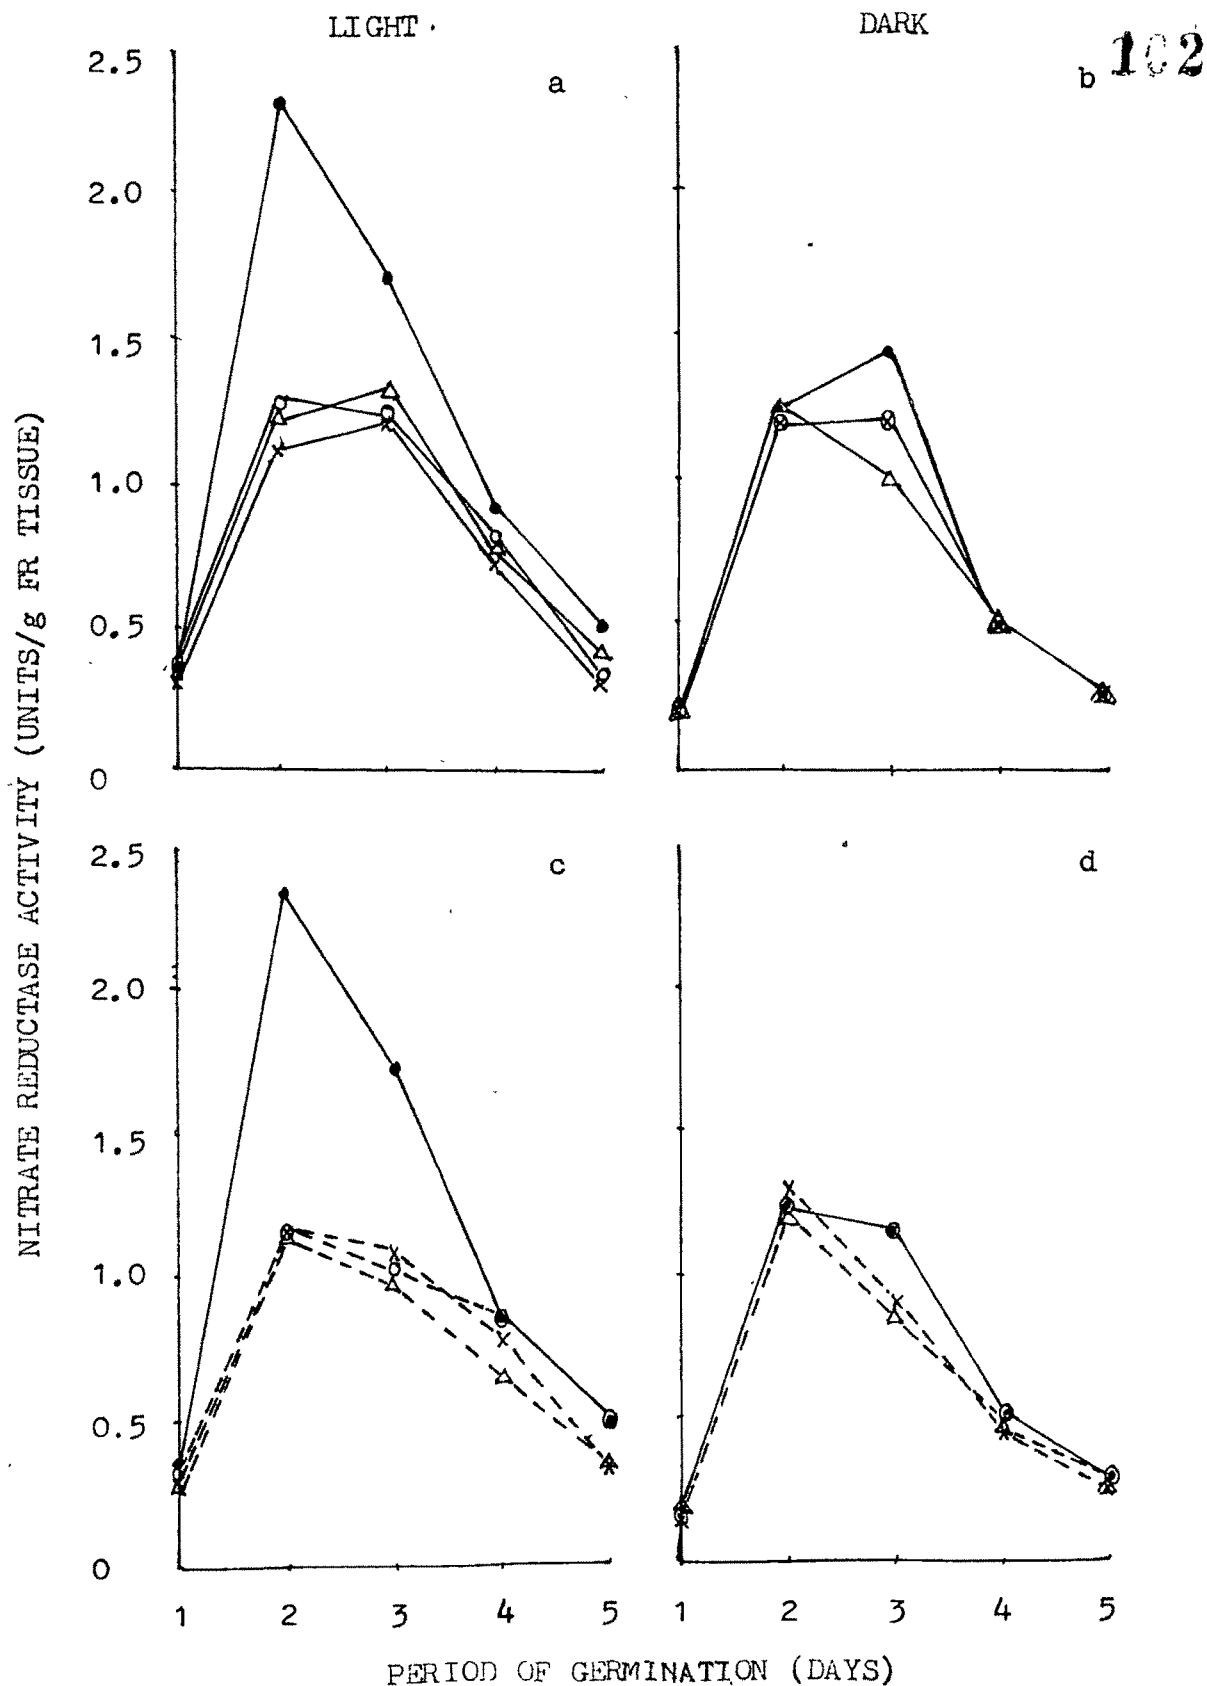 LIGHT
DARK
102
a
b
2.5
2.0
1.5
1.0
0.5
0
c
d
2.5
2.0
1.5
1.0
0.5
0
1 2 3 4 5
1 2 3 4 5
NITRATE REDUCTASE ACTIVITY (UNITS/g FR TISSUE)
PERIOD OF GERMINATION (DAYS)